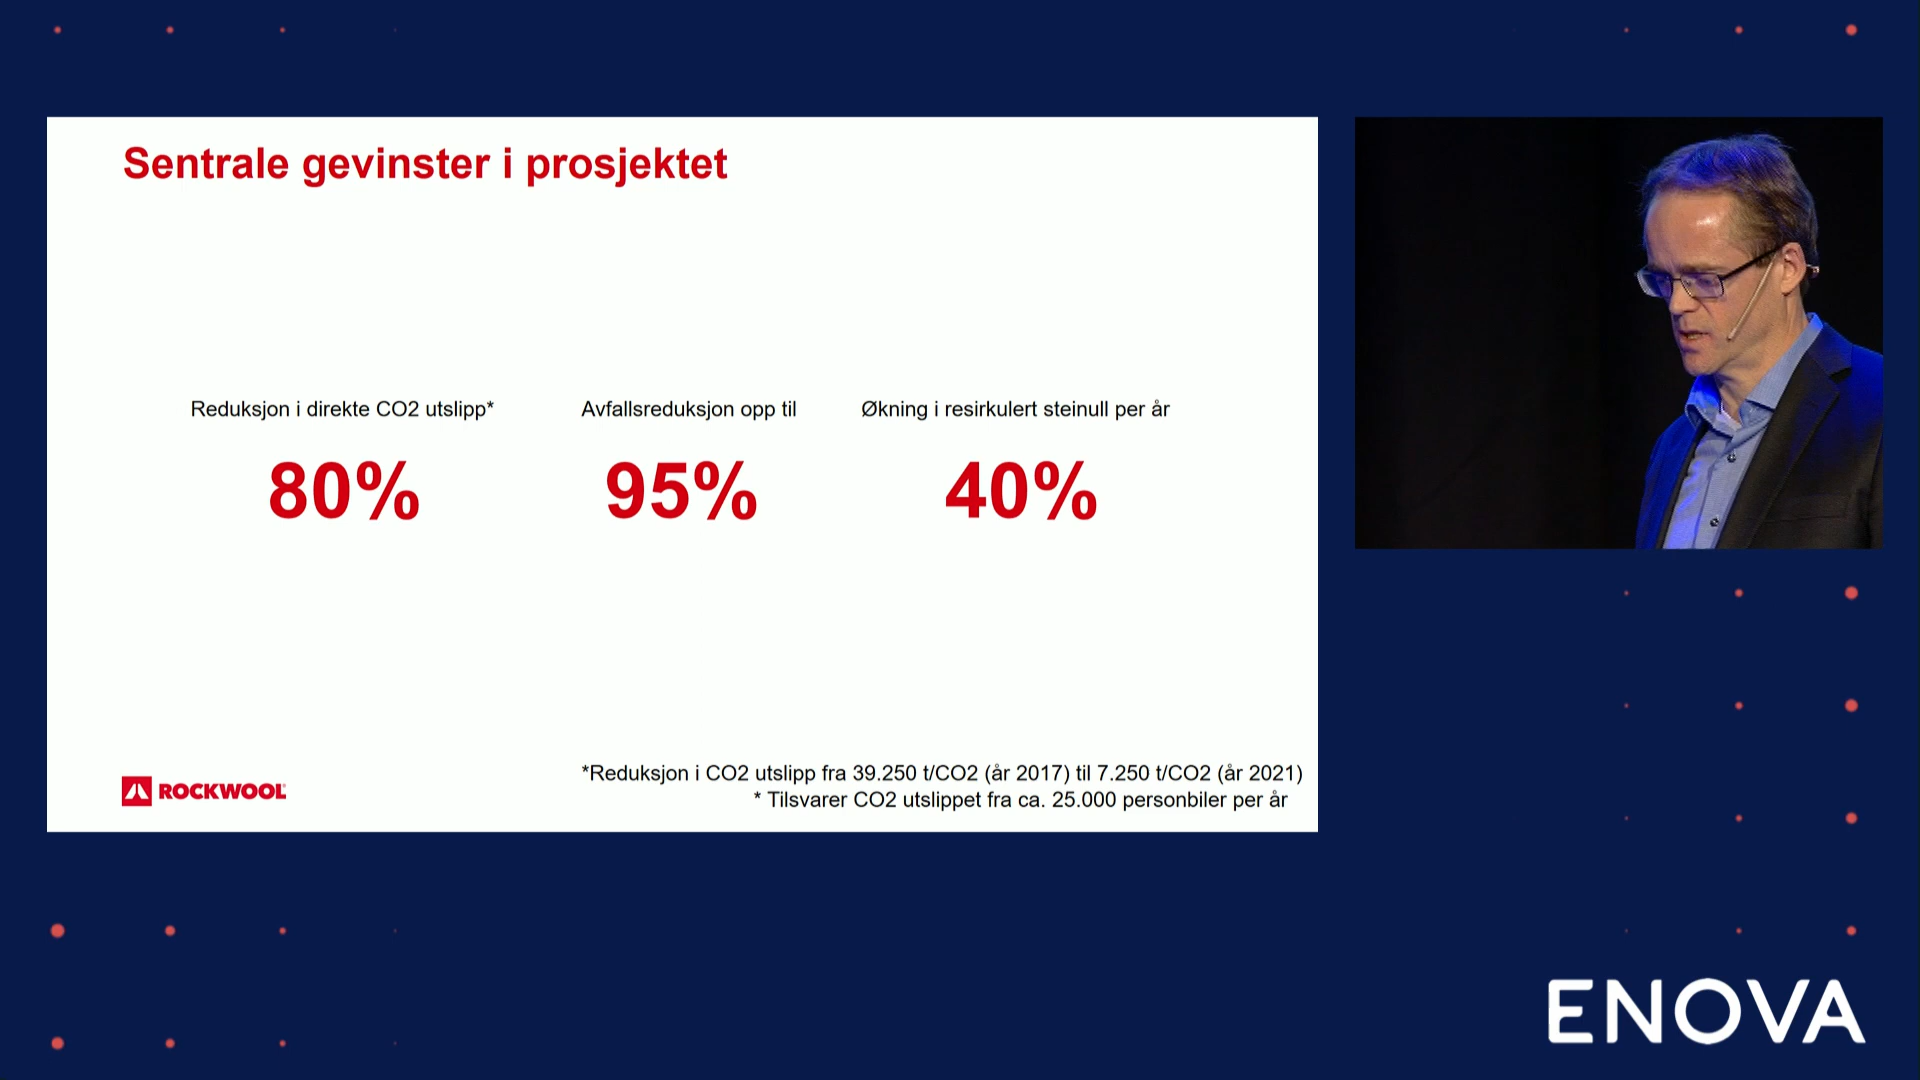 Sentrale gevinster i prosjektet
Reduksjon i direkte CO2 utslipp*
80%
Avfallsreduksjon opp til
95%
Økning i resirkulert steinull per år
40%
*Reduksjon i CO2 utslipp fra 39.250 t/CO2 (år 2017) til 7.250 t/CO2 (år 2021)
* Tilsvarer CO2 utslippet fra ca. 25.000 personbiler per år
ROCKWOOL
ENOVA